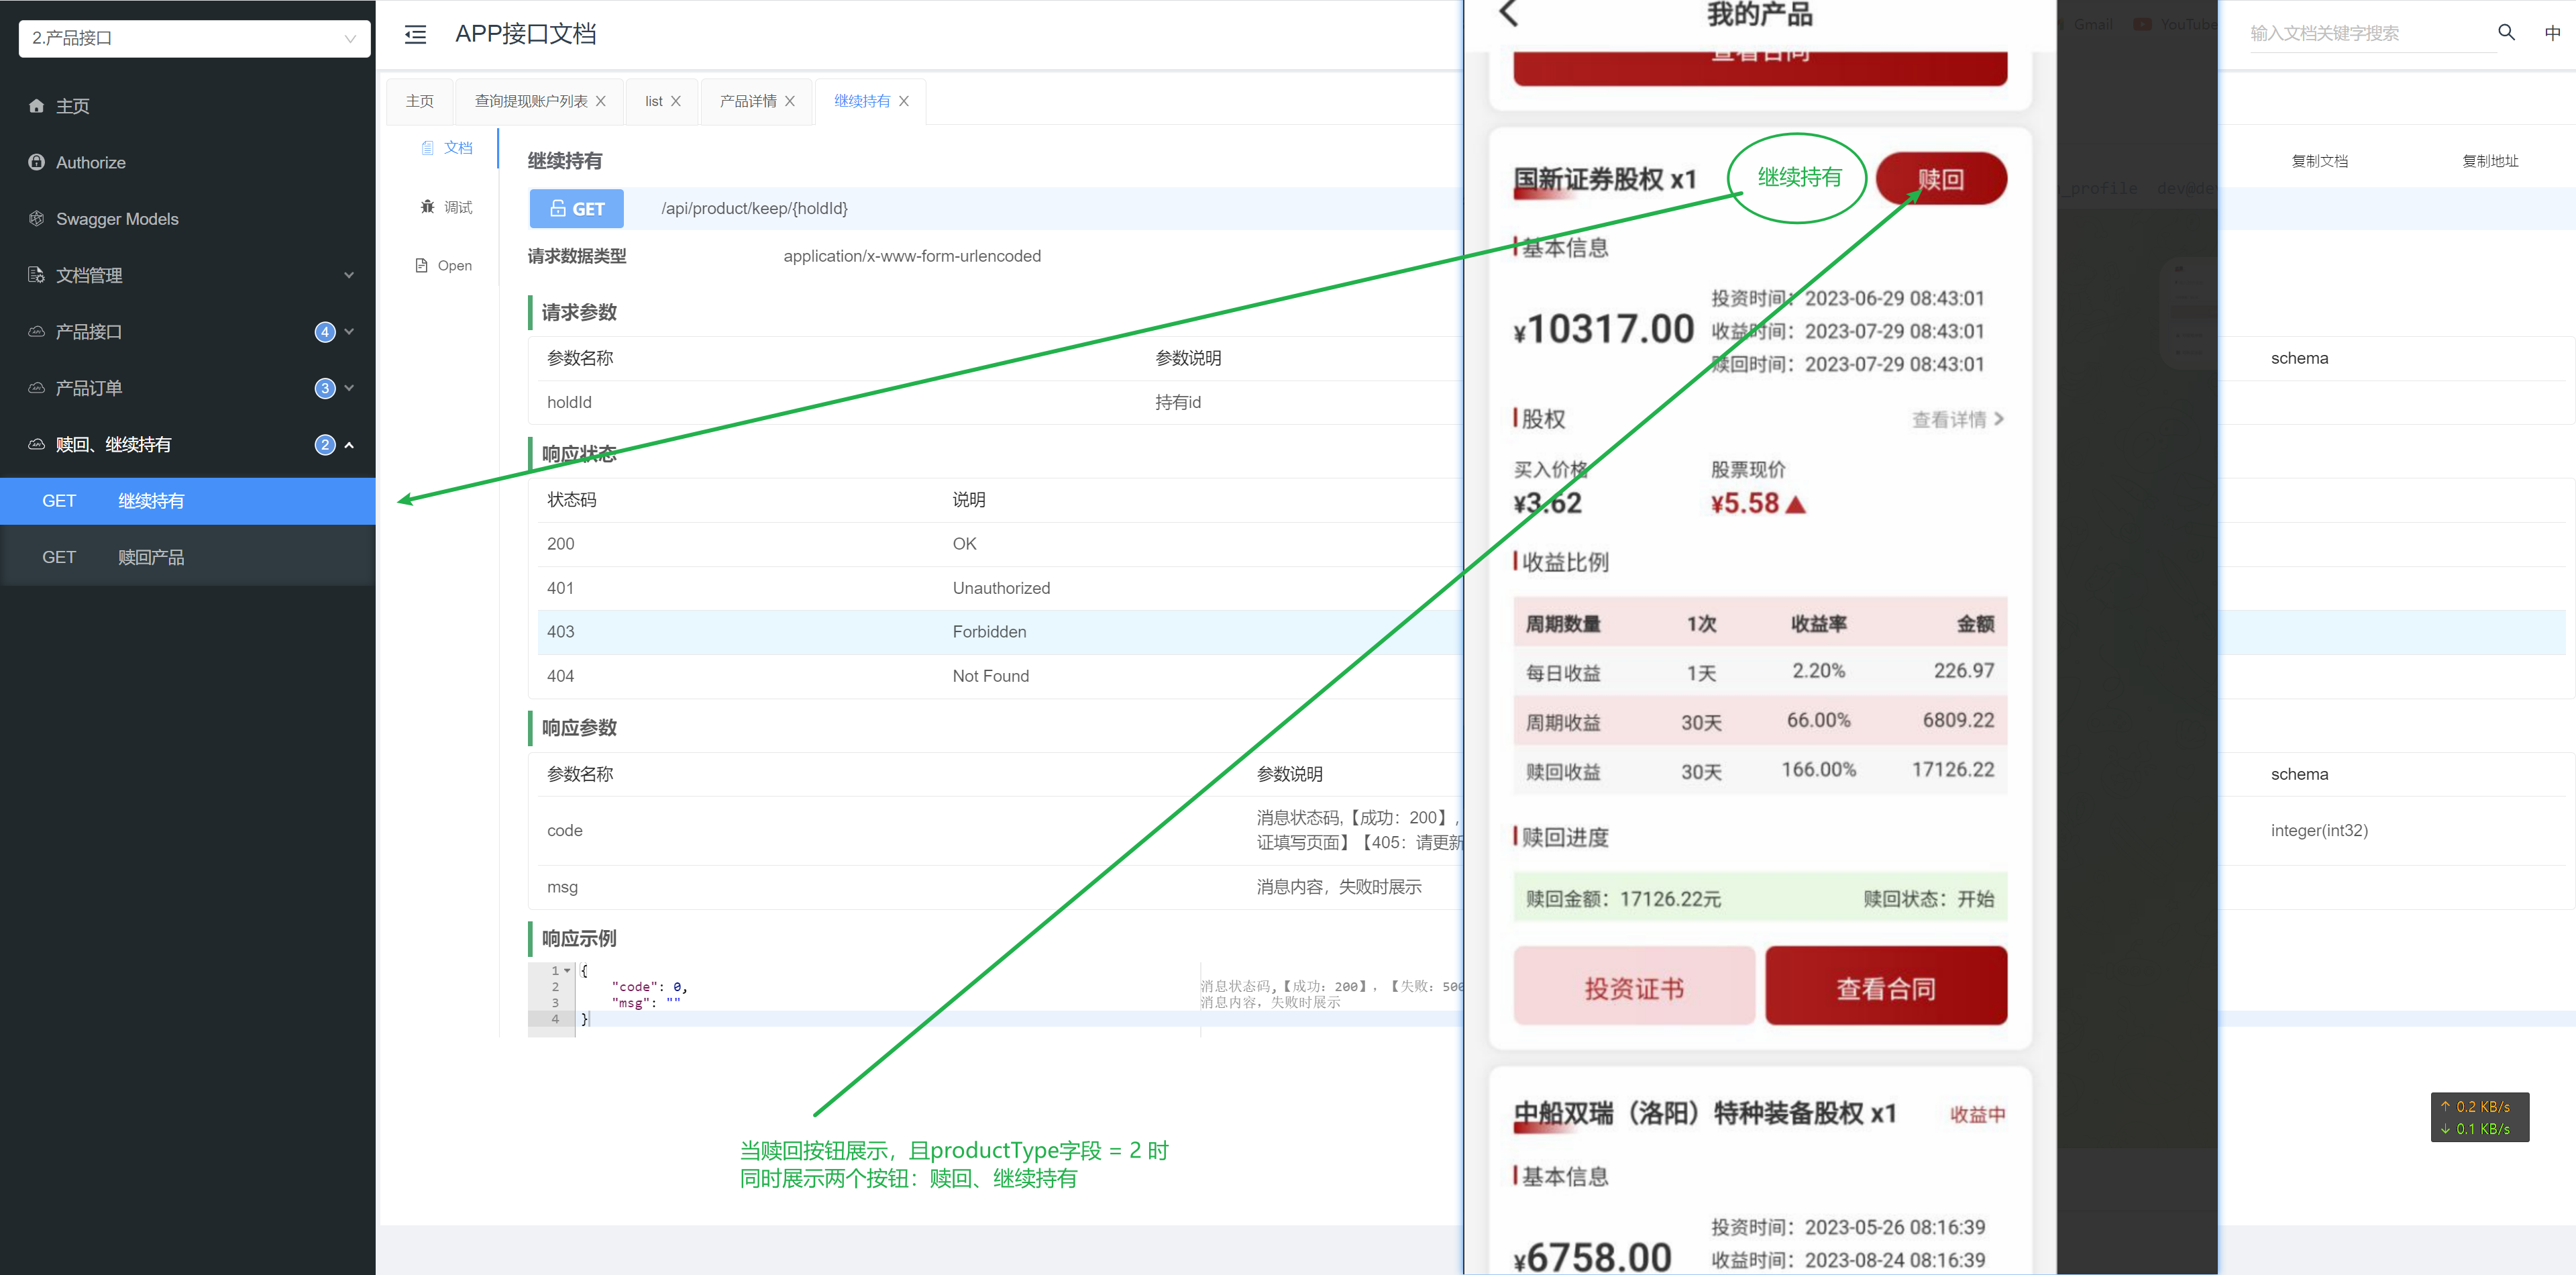 2.产品接口
主页
Authorize
Swagger Models
文档管理
产品接口 4
产品订单 3
赎回、继续持有 2
GET 继续持有
GET 赎回产品
APP接口文档
输入文档关键字搜索 中
主页 查询提现账户列表 list 产品详情 继续持有
文档
调试
Open
继续持有
复制文档 复制地址
GET /api/product/keep/{holdId}
请求数据类型 application/x-www-form-urlencoded
请求参数
参数名称 参数说明 schema
holdId 持有id
响应状态
状态码 说明
200 OK
401 Unauthorized
403 Forbidden
404 Not Found
响应参数
参数名称 参数说明 schema
code 消息状态码,【成功：200】, integer(int32)
证填写页面】【405：请更新
msg 消息内容，失败时展示
响应示例
1 {
2 "code": 0, 消息状态码,【成功：200】,【失败：500
3 "msg": "" 消息内容，失败时展示
4 }
当赎回按钮展示，且productType字段 = 2 时
同时展示两个按钮：赎回、继续持有
我的产品
查看合同
国新证券股权 x1 继续持有 赎回
基本信息
¥10317.00
投资时间：2023-06-29 08:43:01
收益时间：2023-07-29 08:43:01
赎回时间：2023-07-29 08:43:01
股权 查看详情
买入价格 股票现价
¥3.62 ¥5.58
收益比例
周期数量 1次 收益率 金额
每日收益 1天 2.20% 226.97
周期收益 30天 66.00% 6809.22
赎回收益 30天 166.00% 17126.22
赎回进度
赎回金额：17126.22元 赎回状态：开始
投资证书 查看合同
中船双瑞（洛阳）特种装备股权 x1 收益中
基本信息
¥6758.00
投资时间：2023-05-26 08:16:39
收益时间：2023-08-24 08:16:39
Gmail YouTube
_profile
↑ 0.2 KB/s
↓ 0.1 KB/s